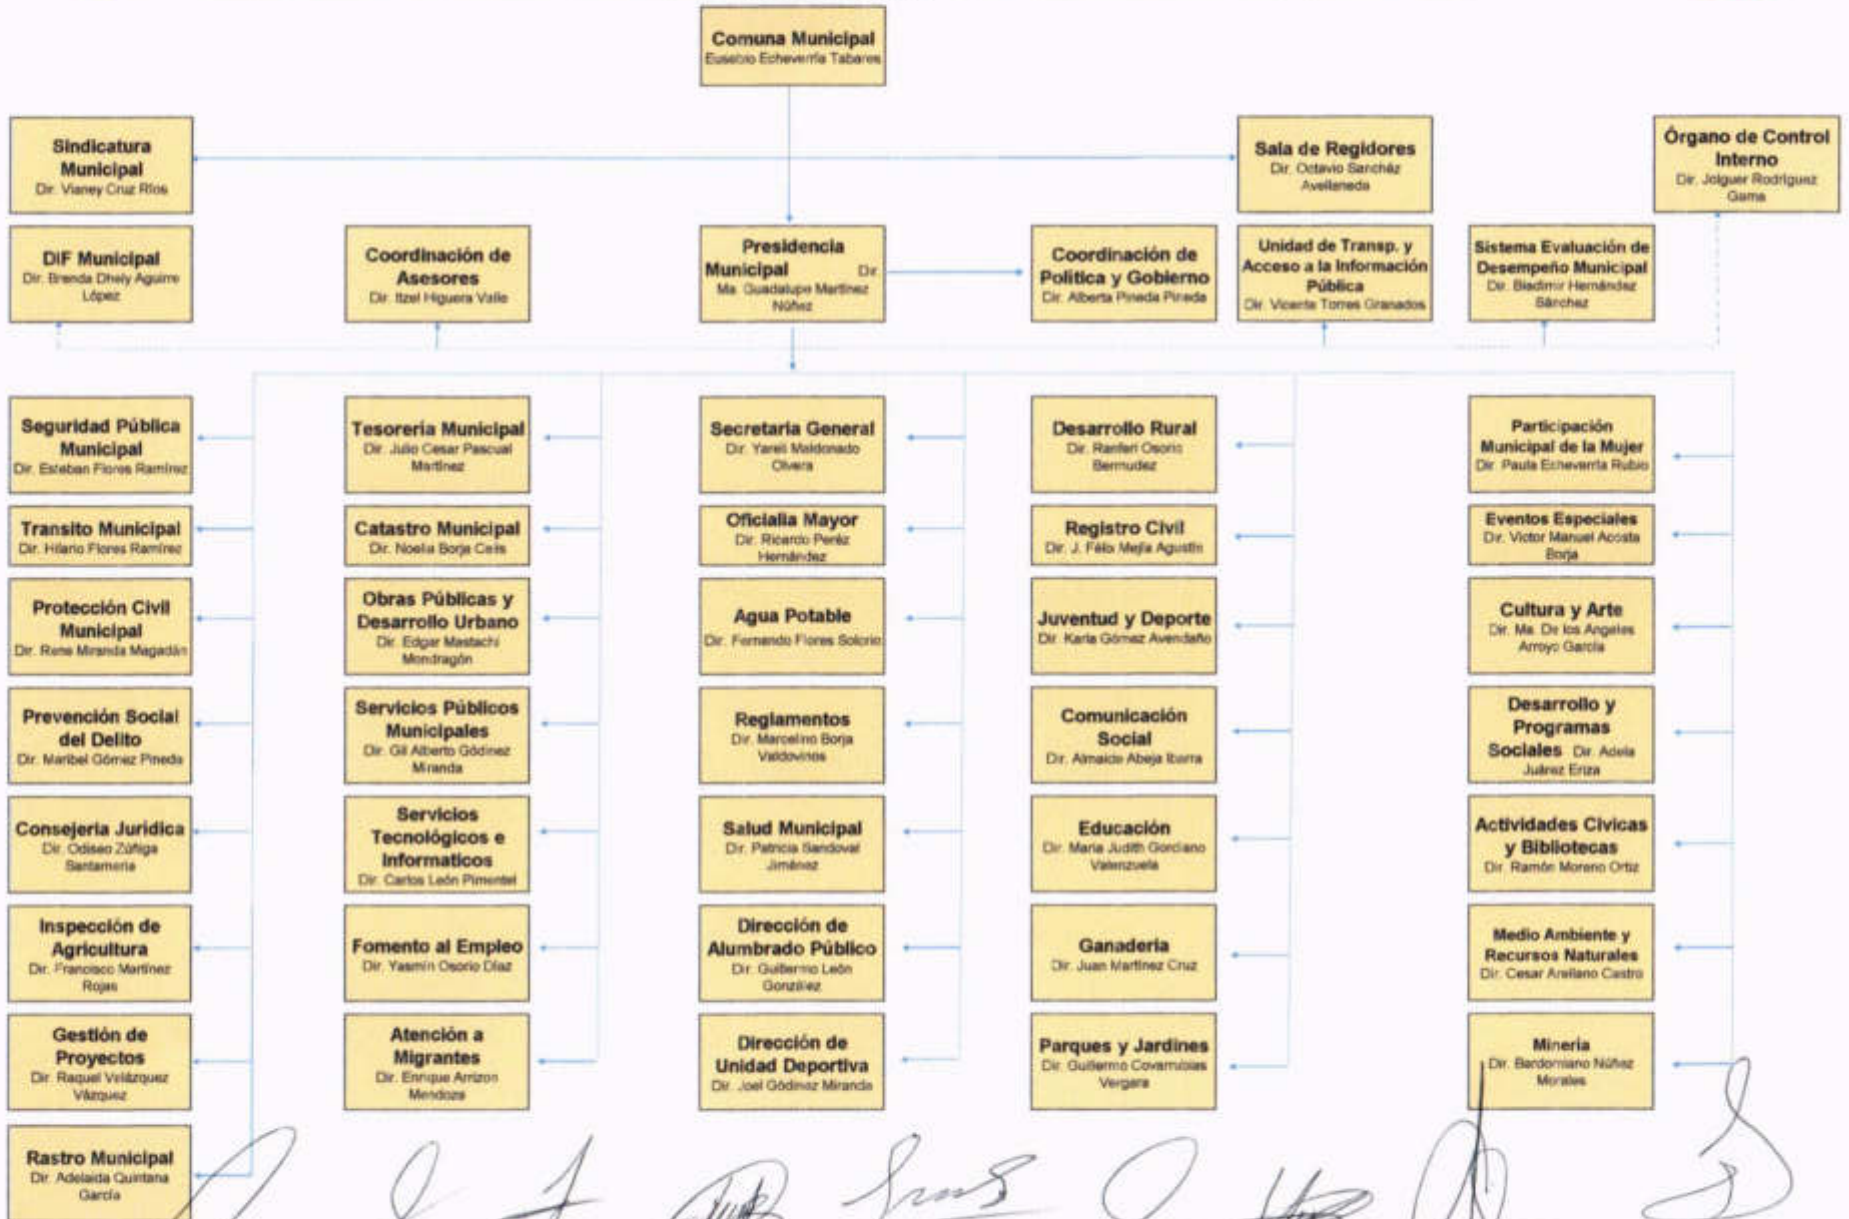 Comuna Municipal
Eusebio Echeverría Tabares
Sindicatura
Municipal
Dir. Vianey Cruz Ríos
Sala de Regidores
Dir. Octavio Sanchéz
Avellaneda
Órgano de Control
Interno
Dir. Jolguer Rodríguez
Gama
DIF Municipal
Dir. Brenda Dhely Aguirre
López
Coordinación de
Asesores
Dir. Itzel Higuera Valle
Presidencia
Municipal Dir.
Ma. Guadalupe Martínez
Núñez
Coordinación de
Política y Gobierno
Dir. Alberta Pineda Pineda
Unidad de Transp. y
Acceso a la Información
Pública
Dir. Vicente Torres Granados
Sistema Evaluación de
Desempeño Municipal
Dir. Bladimir Hernández
Sánchez
Seguridad Pública
Municipal
Dir. Esteban Flores Ramírez
Transito Municipal
Dir. Hilario Flores Ramírez
Protección Civil
Municipal
Dir. Rene Miranda Magadán
Prevención Social
del Delito
Dir. Maribel Gómez Pineda
Consejería Jurídica
Dir. Odiseo Zúñiga
Santamaria
Inspección de
Agricultura
Dir. Francisco Martínez
Rojas
Gestión de
Proyectos
Dir. Raquel Velázquez
Vázquez
Rastro Municipal
Dir. Adelaida Quintana
García
Tesorería Municipal
Dir. Julio Cesar Pascual
Martínez
Catastro Municipal
Dir. Noelia Borja Celis
Obras Públicas y
Desarrollo Urbano
Dir. Edgar Mastachi
Mondragón
Servicios Públicos
Municipales
Dir. Gil Alberto Gódinez
Miranda
Servicios
Tecnológicos e
Informaticos
Dir. Carlos León Pimentel
Fomento al Empleo
Dir. Yasmín Osorio Díaz
Atención a
Migrantes
Dir. Enrique Arrizon
Mendoza
Secretaria General
Dir. Yareli Maldonado
Olvera
Oficialia Mayor
Dir. Ricardo Peréz
Hernández
Agua Potable
Dir. Fernando Flores Solorio
Reglamentos
Dir. Marcelino Borja
Valdovinos
Salud Municipal
Dir. Patricia Sandoval
Jiménez
Dirección de
Alumbrado Público
Dir. Guillermo León
González
Dirección de
Unidad Deportiva
Dir. Joel Gódinez Miranda
Desarrollo Rural
Dir. Ranferi Osorio
Bermudez
Registro Civil
Dir. J. Félix Mejía Agustín
Juventud y Deporte
Dir. Karla Gómez Avendaño
Comunicación
Social
Dir. Almaide Abeja Ibarra
Educación
Dir. Maria Judith Gordiano
Valenzuela
Ganadería
Dir. Juan Martínez Cruz
Parques y Jardines
Dir. Guillermo Covarrubias
Vergara
Participación
Municipal de la Mujer
Dir. Paula Echeverría Rubio
Eventos Especiales
Dir. Victor Manuel Acosta
Borja
Cultura y Arte
Dir. Ma. De los Angeles
Arroyo García
Desarrollo y
Programas
Sociales Dir. Adela
Juárez Eriza
Actividades Cívicas
y Bibliotecas
Dir. Ramón Moreno Ortiz
Medio Ambiente y
Recursos Naturales
Dir. Cesar Arellano Castro
Mineria
Dir. Bardomiano Núñez
Morales